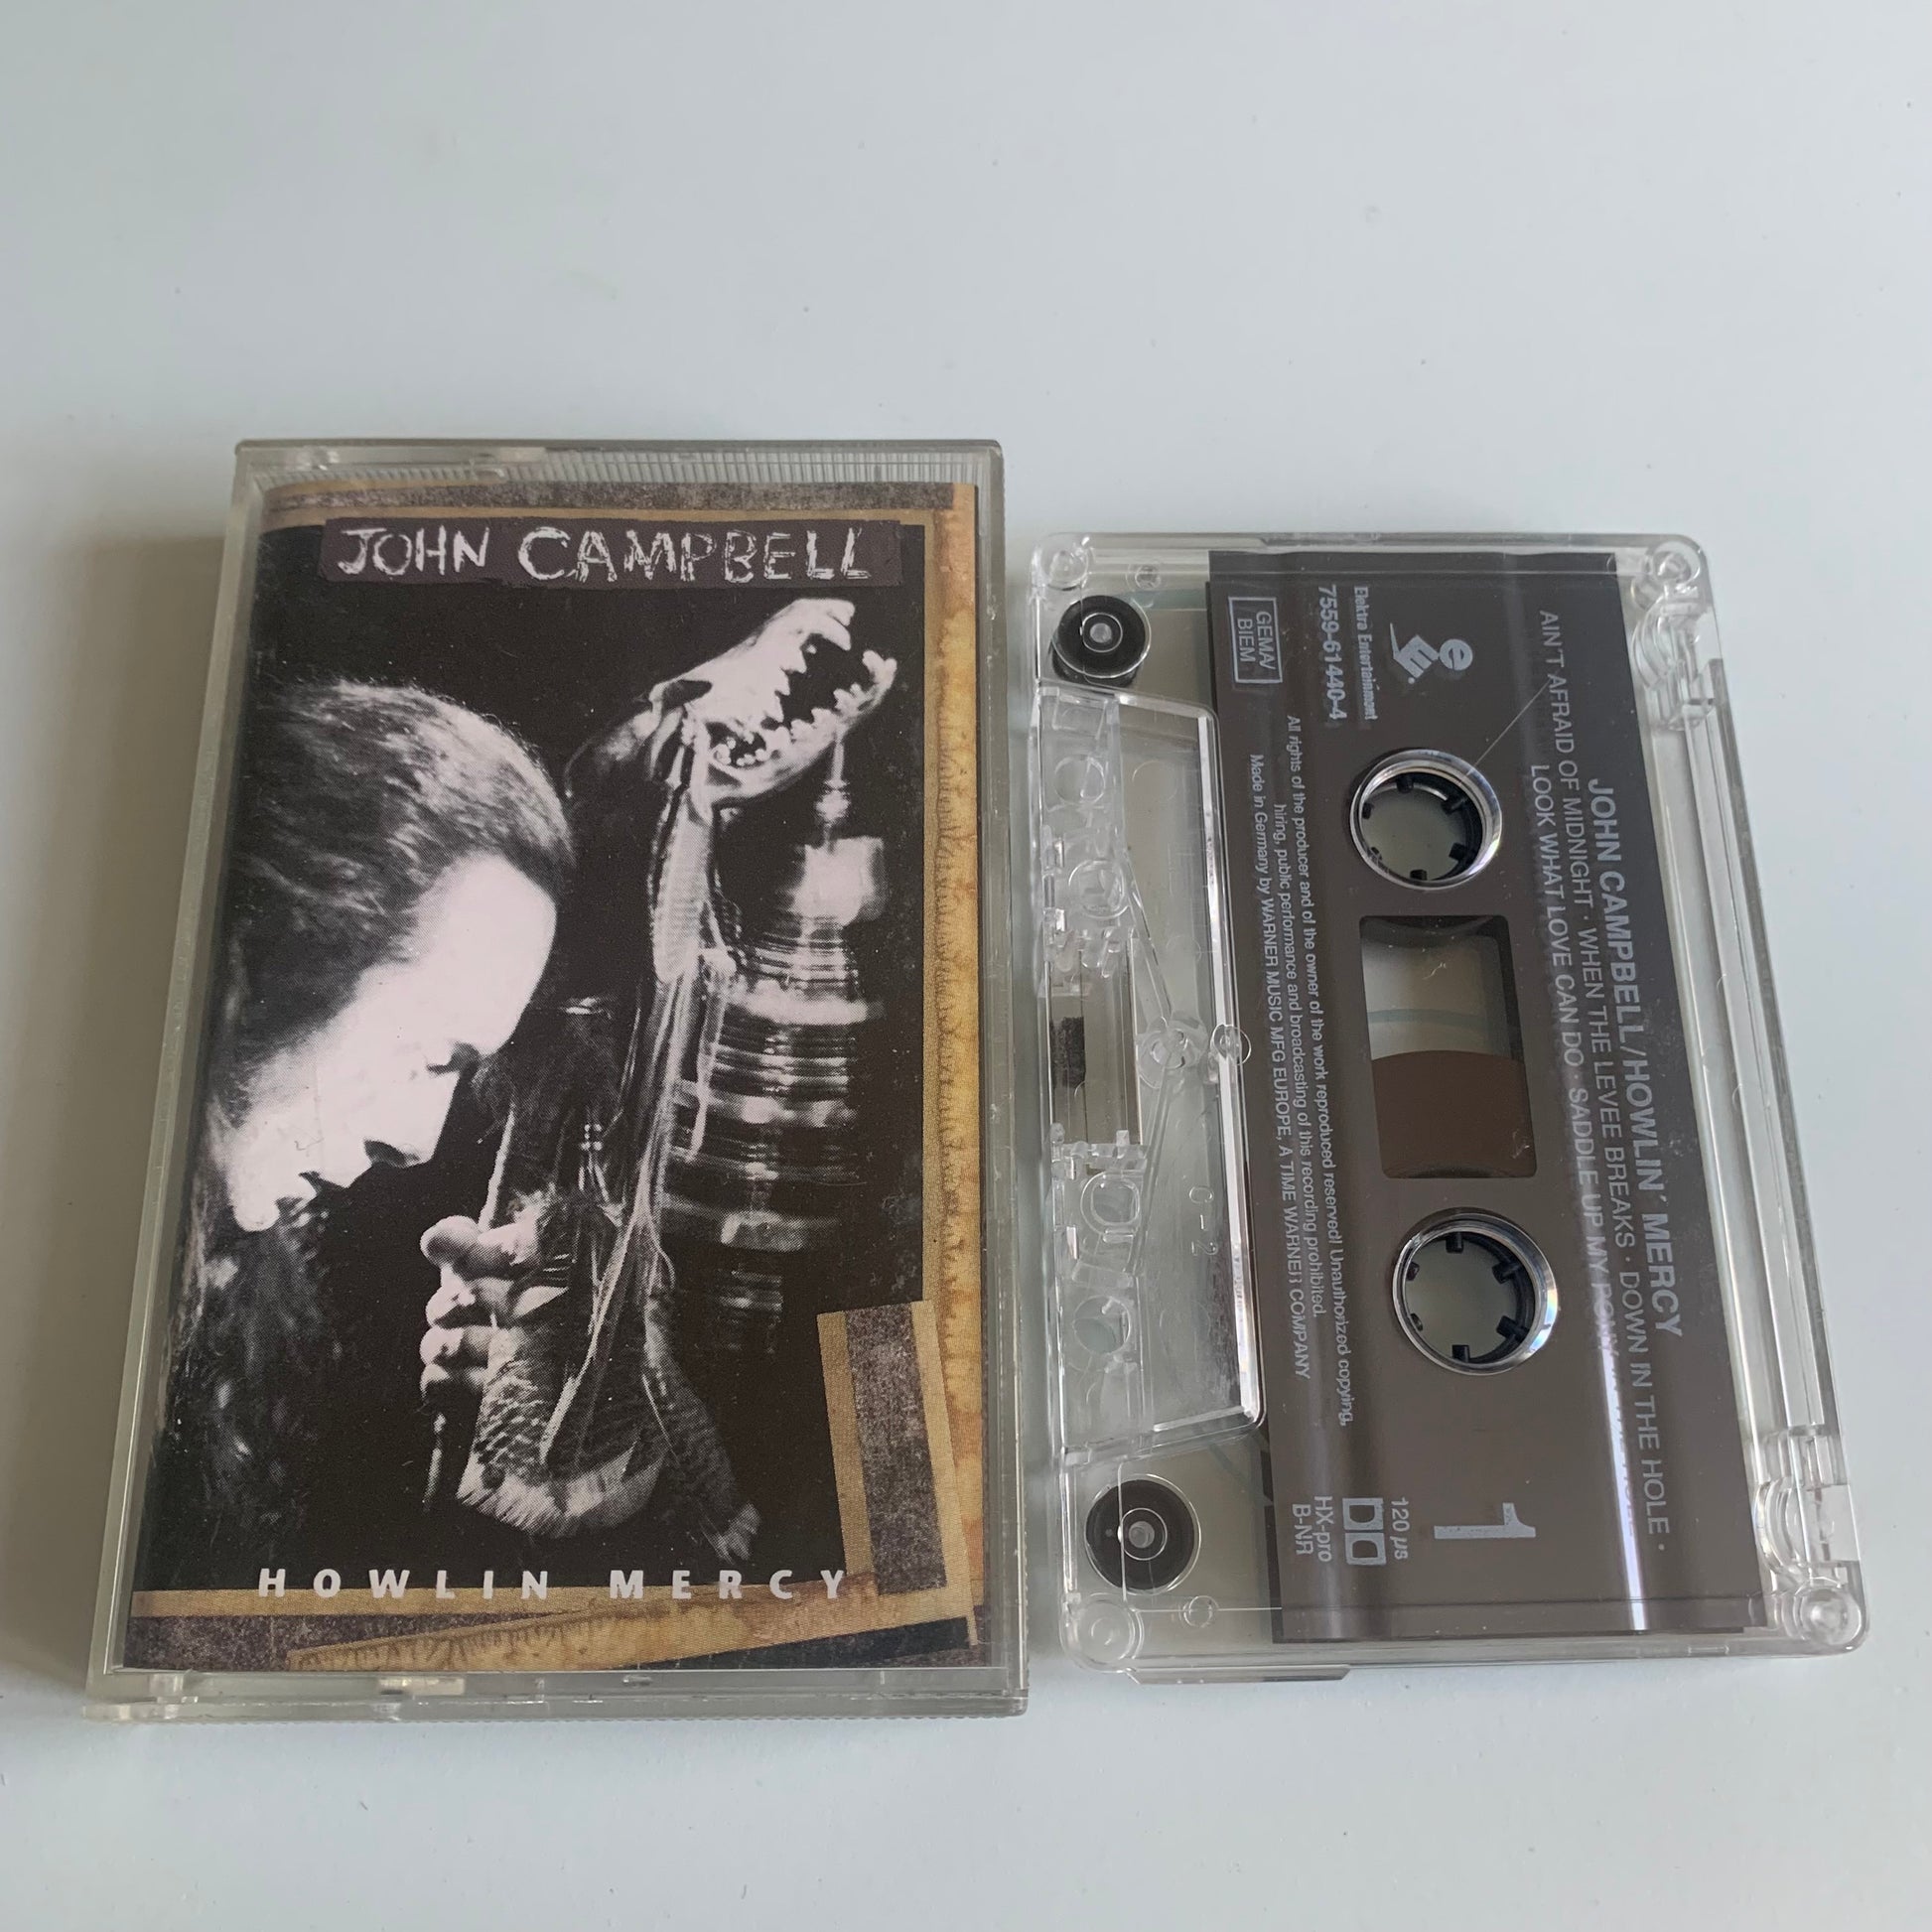 JOHN CAMPBELL
HOWLIN MERCY
JOHN CAMPBELL/HOWLIN´ MERCY
AIN'T AFRAID OF MIDNIGHT · WHEN THE LEVEE BREAKS · DOWN IN THE HOLE ·
LOOK WHAT LOVE CAN DO · SADDLE UP MY PONY
e
Elektra Entertainment
7559-61440-4
GEMA/
BIEM
1
120 µs
HX-pro
B-NR
All rights of the producer and of the owner of the work reproduced reserved! Unauthorized copying,
hiring, public performance and broadcasting of this recording prohibited.
Made in Germany by WARNER MUSIC MFG EUROPE, A TIME WARNER COMPANY
C-2